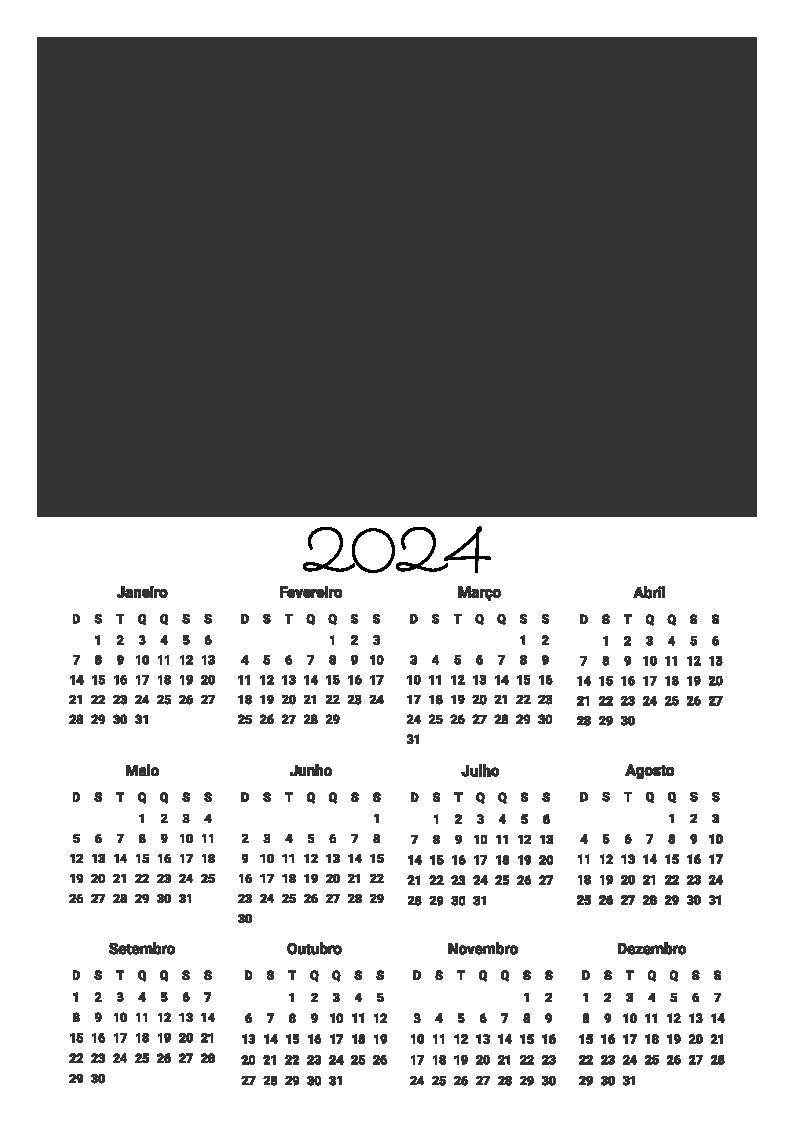 2024
Janeiro
D S T Q Q S S
1 2 3 4 5 6
7 8 9 10 11 12 13
14 15 16 17 18 19 20
21 22 23 24 25 26 27
28 29 30 31
Fevereiro
D S T Q Q S S
1 2 3
4 5 6 7 8 9 10
11 12 13 14 15 16 17
18 19 20 21 22 23 24
25 26 27 28 29
Março
D S T Q Q S S
1 2
3 4 5 6 7 8 9
10 11 12 13 14 15 16
17 18 19 20 21 22 23
24 25 26 27 28 29 30
31
Abril
D S T Q Q S S
1 2 3 4 5 6
7 8 9 10 11 12 13
14 15 16 17 18 19 20
21 22 23 24 25 26 27
28 29 30
Maio
D S T Q Q S S
1 2 3 4
5 6 7 8 9 10 11
12 13 14 15 16 17 18
19 20 21 22 23 24 25
26 27 28 29 30 31
Junho
D S T Q Q S S
1
2 3 4 5 6 7 8
9 10 11 12 13 14 15
16 17 18 19 20 21 22
23 24 25 26 27 28 29
30
Julho
D S T Q Q S S
1 2 3 4 5 6
7 8 9 10 11 12 13
14 15 16 17 18 19 20
21 22 23 24 25 26 27
28 29 30 31
Agosto
D S T Q Q S S
1 2 3
4 5 6 7 8 9 10
11 12 13 14 15 16 17
18 19 20 21 22 23 24
25 26 27 28 29 30 31
Setembro
D S T Q Q S S
1 2 3 4 5 6 7
8 9 10 11 12 13 14
15 16 17 18 19 20 21
22 23 24 25 26 27 28
29 30
Outubro
D S T Q Q S S
1 2 3 4 5
6 7 8 9 10 11 12
13 14 15 16 17 18 19
20 21 22 23 24 25 26
27 28 29 30 31
Novembro
D S T Q Q S S
1 2
3 4 5 6 7 8 9
10 11 12 13 14 15 16
17 18 19 20 21 22 23
24 25 26 27 28 29 30
Dezembro
D S T Q Q S S
1 2 3 4 5 6 7
8 9 10 11 12 13 14
15 16 17 18 19 20 21
22 23 24 25 26 27 28
29 30 31